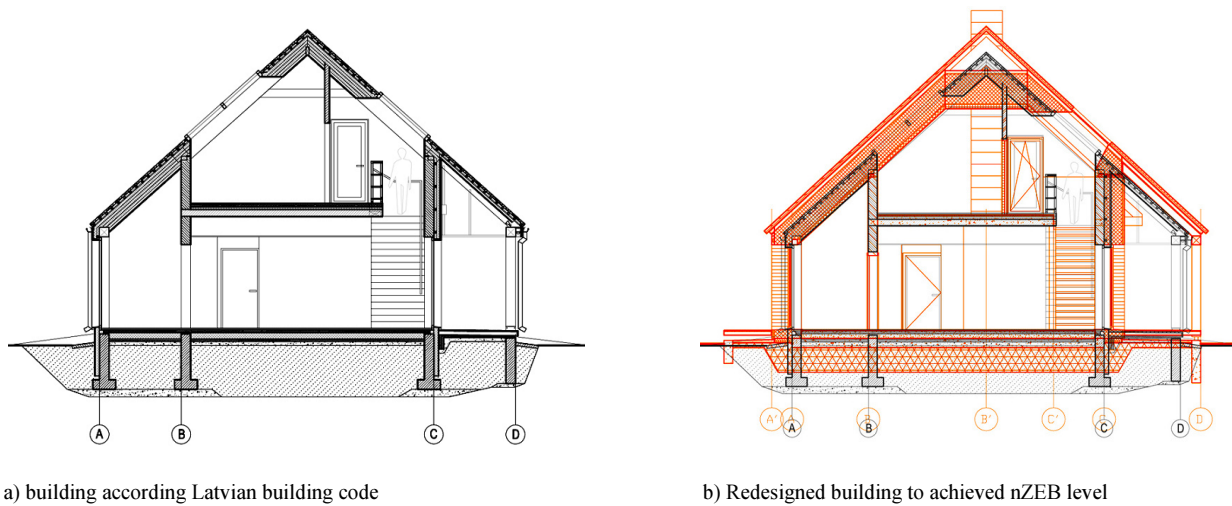 A B C D
A' A B B B' C' C C D D
a) building according Latvian building code
b) Redesigned building to achieved nZEB level